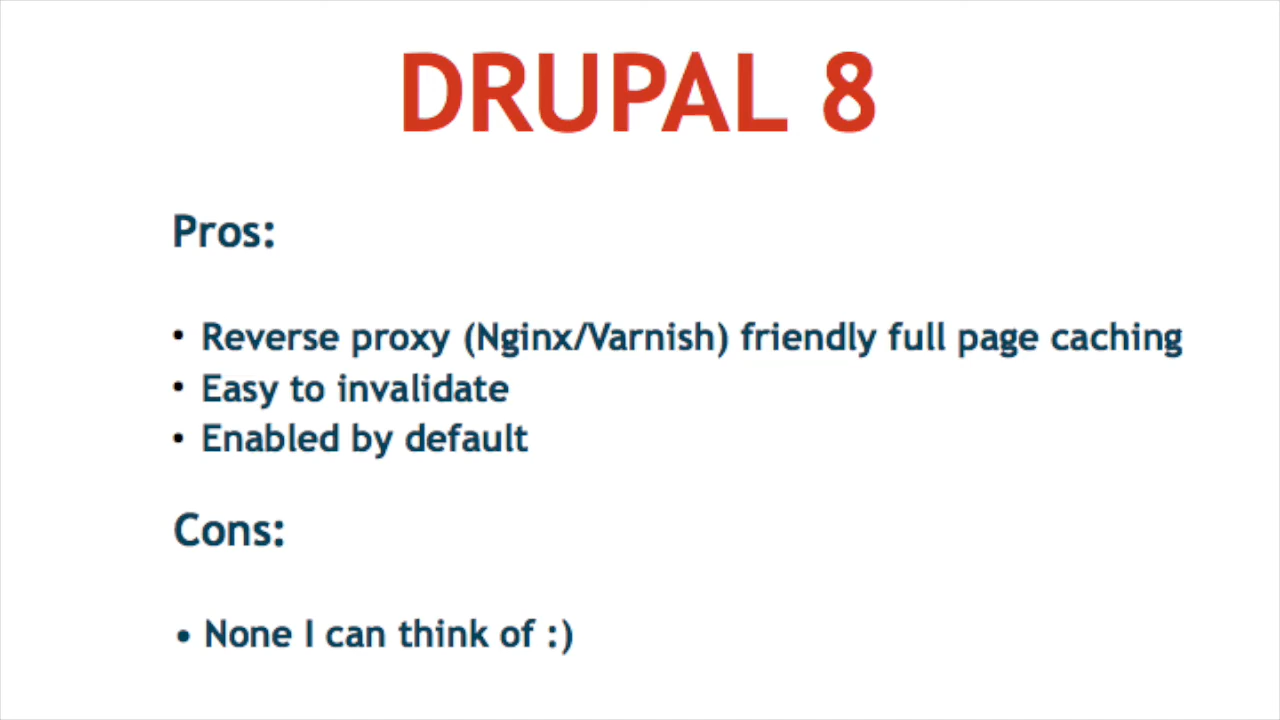 DRUPAL 8
Pros:
• Reverse proxy (Nginx/Varnish) friendly full page caching
• Easy to invalidate
• Enabled by default
Cons:
• None I can think of :)